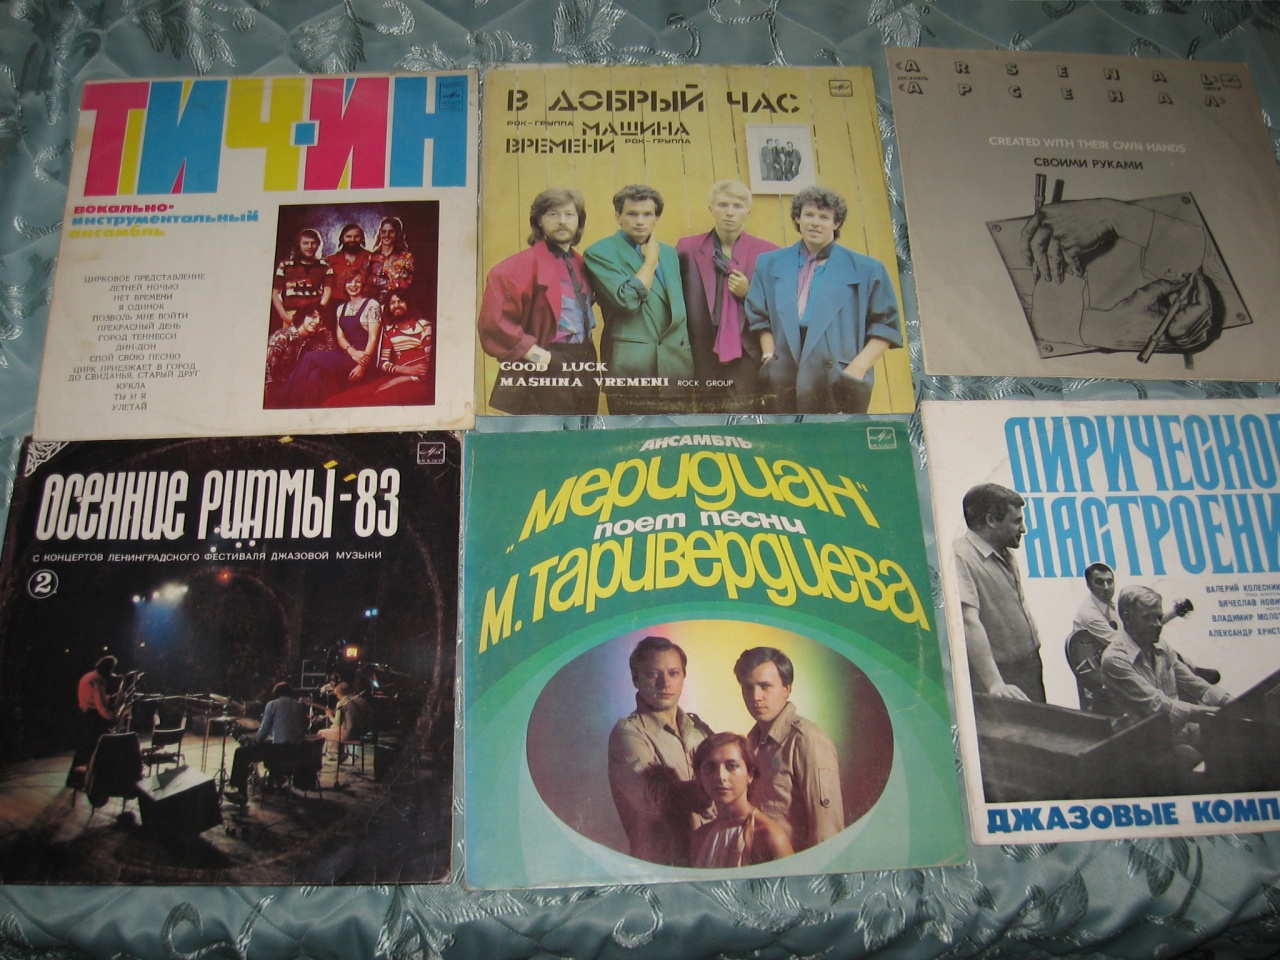 ТИЧ-ИН
вокально-
инструментальный
ансамбль
ЦИРКОВОЕ ПРЕДСТАВЛЕНИЕ
ЛЕТНЕЙ НОЧЬЮ
НЕТ ВРЕМЕНИ
Я ОДИНОК
ПОЗВОЛЬ МНЕ ВОЙТИ
ПРЕКРАСНЫЙ ДЕНЬ
ГОРОД ТЕННЕССИ
ДИН-ДОН
СПОЙ СВОЮ ПЕСНЮ
ЦИРК ПРИЕЗЖАЕТ В ГОРОД
ДО СВИДАНЬЯ, СТАРЫЙ ДРУГ
КУКЛА
ТЫ И Я
УЛЕТАЙ
В ДОБРЫЙ ЧАС
РОК-ГРУППА МАШИНА
ВРЕМЕНИ РОК-ГРУППА
GOOD LUCK
MASHINA VREMENI ROCK GROUP
ARSENAL
АНСАМБЛЬ
АРСЕНАЛ
CREATED WITH THEIR OWN HANDS
СВОИМИ РУКАМИ
ОСЕННИЕ РИТМЫ-83
С КОНЦЕРТОВ ЛЕНИНГРАДСКОГО ФЕСТИВАЛЯ ДЖАЗОВОЙ МУЗЫКИ
2
АНСАМБЛЬ
"Меридиан"
поет песни
М. Таривердиева
ЛИРИЧЕСКО
НАСТРОЕНИ
ВАЛЕРИЙ КОЛЕСНИ
ВЯЧЕСЛАВ НОВИ
ВЛАДИМИР МОЛО
АЛЕКСАНДР ХРИСТ
ДЖАЗОВЫЕ КОМП